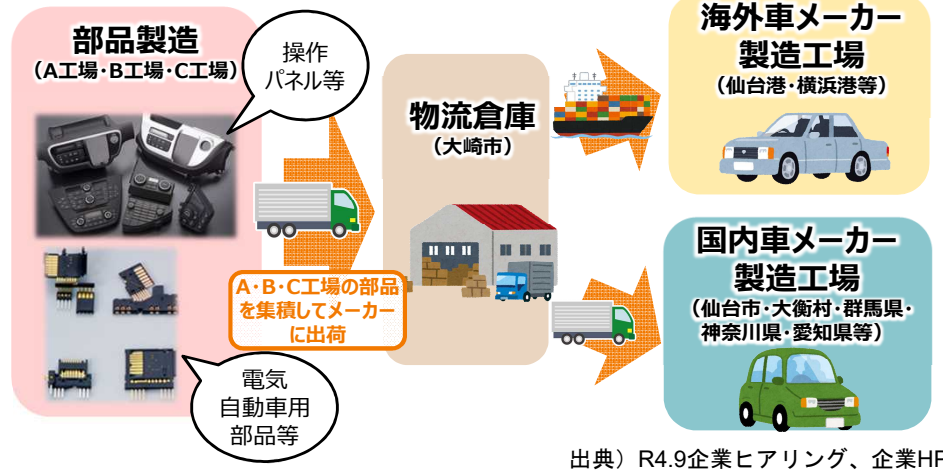 部品製造
（A工場・B工場・C工場）
操作
パネル等
電気
自動車用
部品等
A・B・C工場の部品
を集積してメーカー
に出荷
物流倉庫
（大崎市）
海外車メーカー
製造工場
（仙台港・横浜港等）
国内車メーカー
製造工場
（仙台市・大衡村・群馬県・
神奈川県・愛知県等）
出典）R4.9企業ヒアリング、企業HP